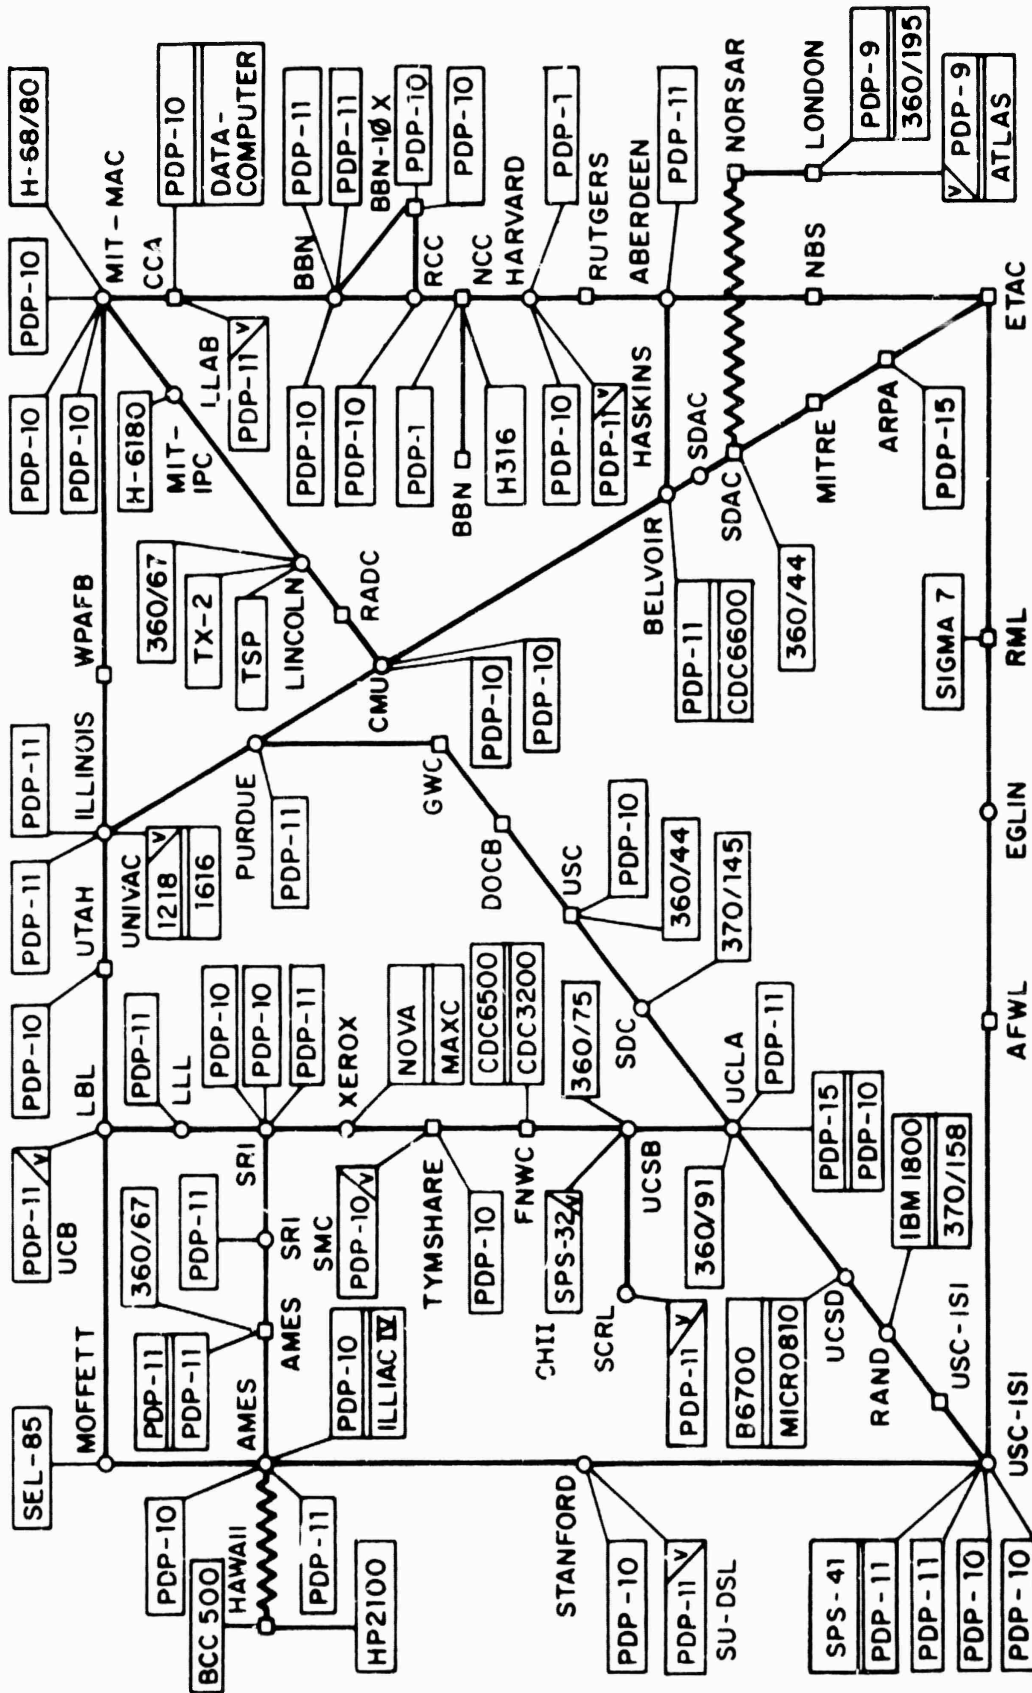 SEL-85
MOFFETT
PDP-11 V
UCB
LBL
PDP-10
UTAH
PDP-11
PDP-11
ILLINOIS
WPAFB
PDP-10
PDP-10
PDP-10
H-68/80
MIT-MAC
UNIVAC V
1218
1616
PDP-11
LLL
H-6180
MIT-
IPC
CCA
PDP-10
DATA-
COMPUTER
LLAB
PDP-11 V
PDP-10
BCC 500
HAWAII
HP2100
AMES
PDP-11
PDP-10
ILLIAC IV
PDP-11
PDP-11
360/67
AMES
PDP-11
SRI
SRI
PDP-10
PDP-10
PDP-11
PURDUE
PDP-11
360/67
TX-2
TSP
LINCOLN
RADC
CMU
PDP-10
PDP-10
XEROX
NOVA
MAXC
SMC
PDP-10 V
TYMSHARE
PDP-10
FNWC
CDC6500
CDC3200
GWC
DOCB
USC
PDP-10
360/44
SDC
370/145
BBN
PDP-11
PDP-11
PDP-10
BBN-10X
PDP-10
PDP-10
RCC
PDP-10
NCC
PDP-1
H316
BBN
HARVARD
PDP-1
PDP-10
PDP-11 V
RUTGERS
STANFORD
PDP-10
PDP-11 V
SU-DSL
CHII
SPS-32 V
360/75
UCSB
SCRL
PDP-11 V
UCLA
360/91
PDP-11
PDP-15
PDP-10
HASKINS
ABERDEEN
PDP-11
BELVOIR
PDP-11
CDC6600
SDAC
SDAC
360/44
NORSAR
LONDON
PDP-9
360/195
V PDP-9
ATLAS
B6700
MICRO810
UCSD
RAND
IBM 1800
370/158
USC-ISI
MITRE
NBS
ARPA
PDP-15
SPS-41
PDP-11
PDP-11
PDP-10
PDP-10
USC-ISI
AFWL
EGLIN
SIGMA 7
RML
ETAC